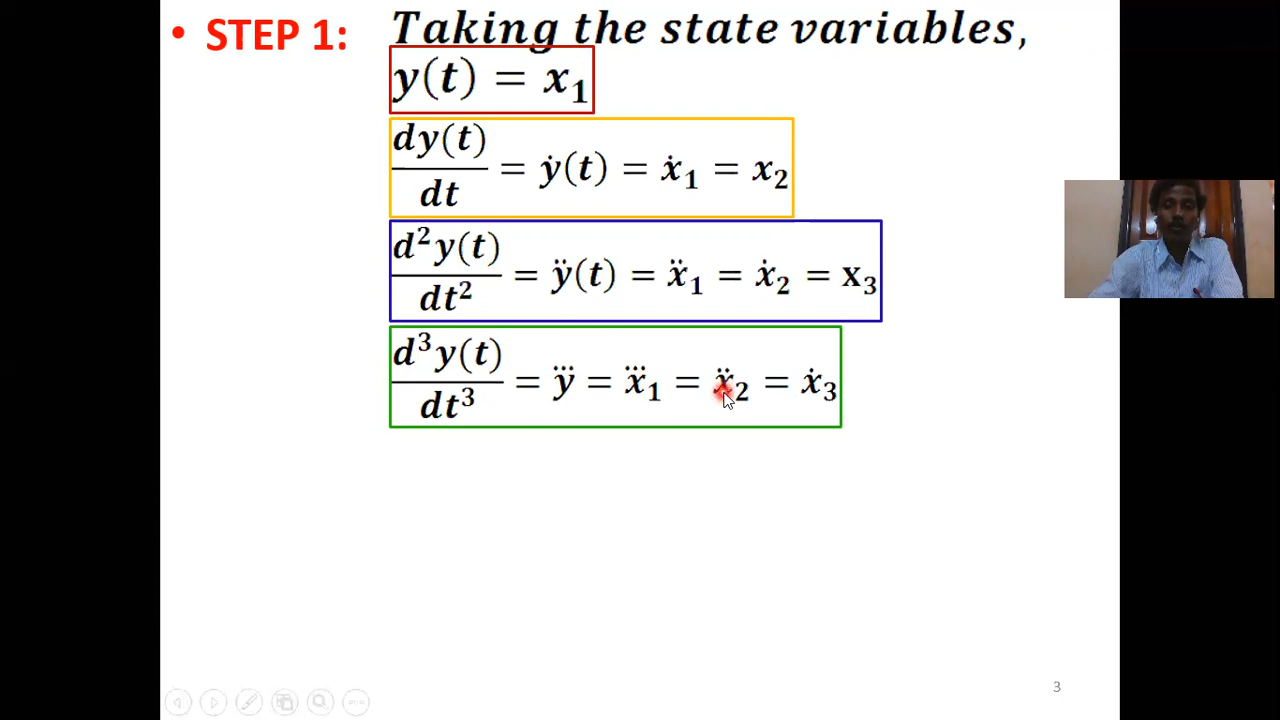 • STEP 1: Taking the state variables,
y(t) = x₁
dy(t)/dt = ẏ(t) = ẋ₁ = x₂
d²y(t)/dt² = ÿ(t) = ẍ₁ = ẋ₂ = x₃
d³y(t)/dt³ = y⃛ = x⃛₁ = ẍ₂ = ẋ₃
3